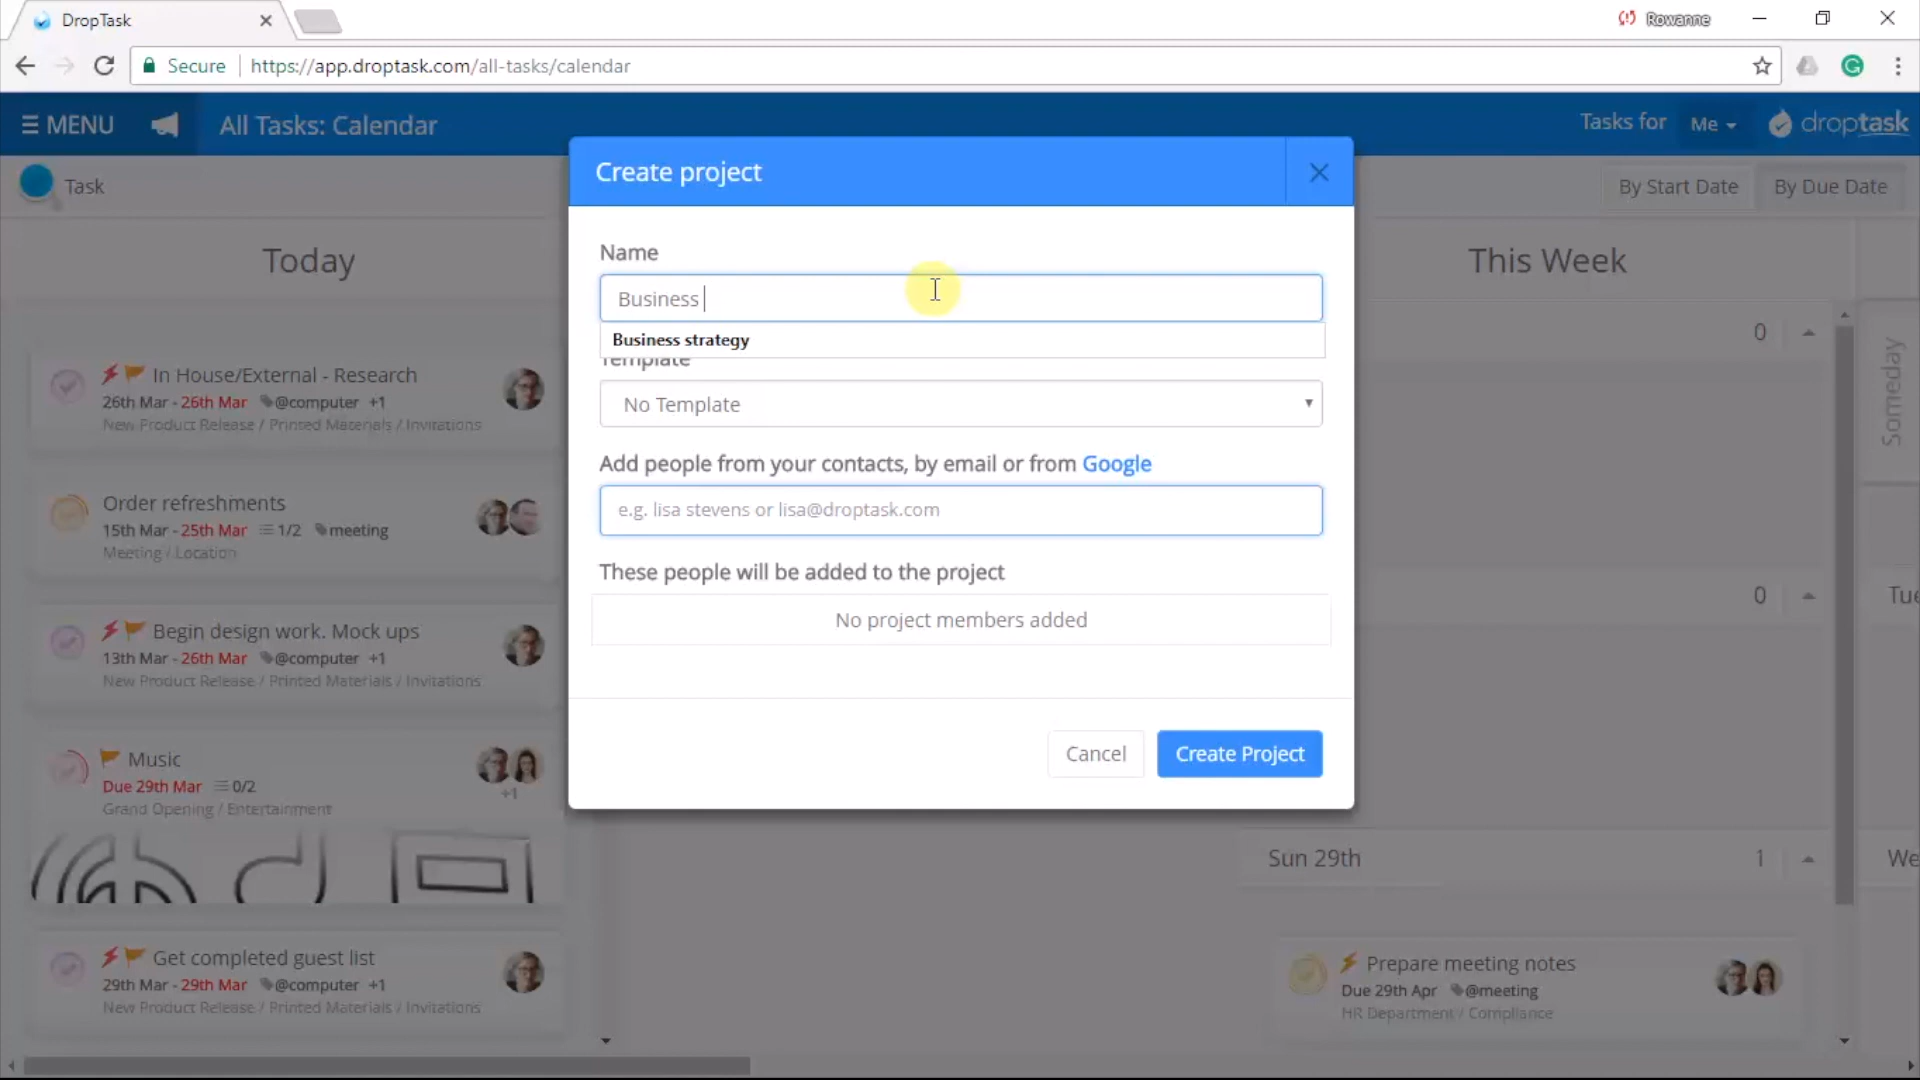 DropTask
Rowanne
Secure https://app.droptask.com/all-tasks/calendar
MENU All Tasks: Calendar
Tasks for Me droptask
Create project
Task
By Start Date By Due Date
Today
This Week
Name
Business
Business strategy
Template
No Template
Add people from your contacts, by email or from Google
e.g. lisa stevens or lisa@droptask.com
These people will be added to the project
No project members added
Cancel Create Project
In House/External - Research
26th Mar - 26th Mar @computer +1
New Product Release / Printed Materials / Invitations
Order refreshments
15th Mar - 25th Mar 1/2 meeting
Meeting / Location
Begin design work. Mock ups
13th Mar - 26th Mar @computer +1
New Product Release / Printed Materials / Invitations
Music
Due 29th Mar 0/2
+1
Grand Opening / Entertainment
Get completed guest list
29th Mar - 29th Mar @computer +1
New Product Release / Printed Materials / Invitations
0
0
Sun 29th 1
Prepare meeting notes
Due 29th Apr @meeting
HR Department / Compliance
Someday
Tue
We